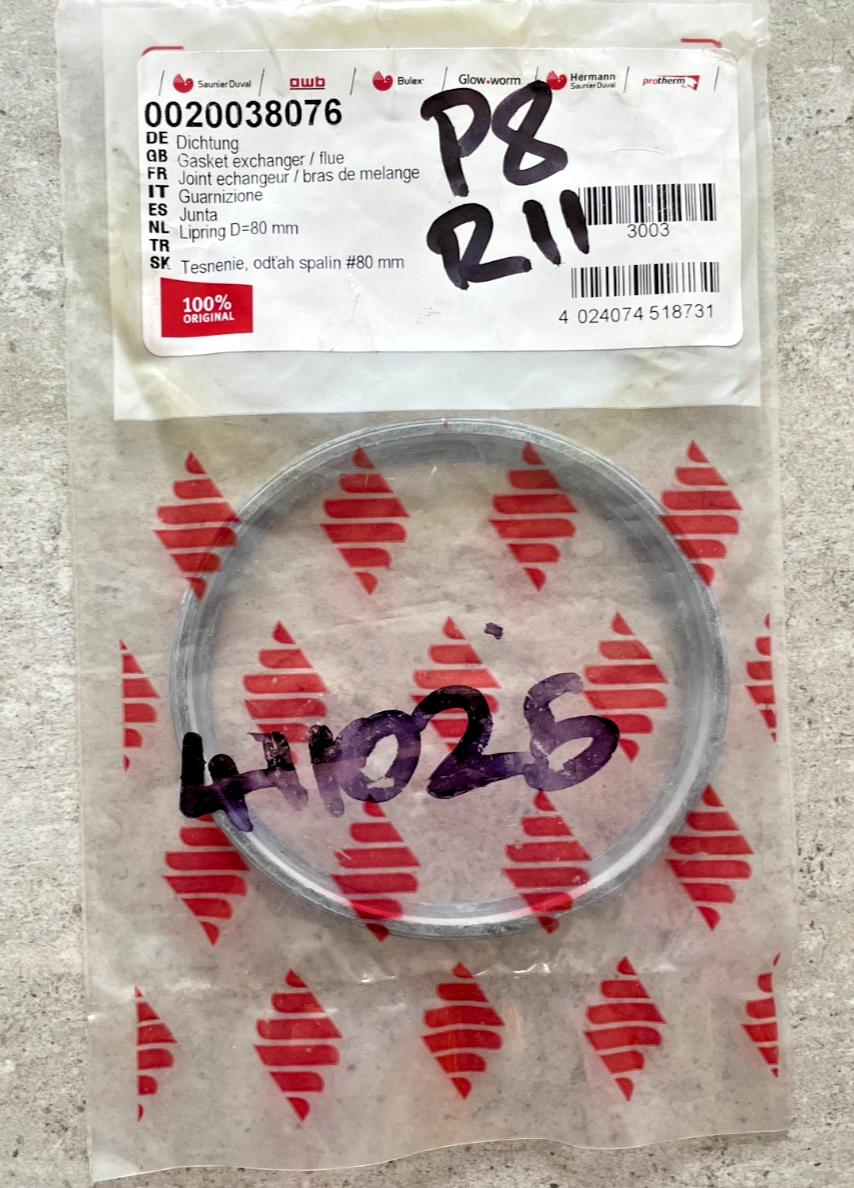 Saunier Duval / awb / Bulex / Glow-worm / Hermann Saunier Duval / protherm /
0020038076
P8
DE Dichtung
GB Gasket exchanger / flue
FR Joint echangeur / bras de melange
IT Guarnizione
ES Junta
NL Lipring D=80 mm
TR
SK Tesnenie, odťah spalin #80 mm
R11
3003
100%
ORIGINAL
4 024074 518731
H1025